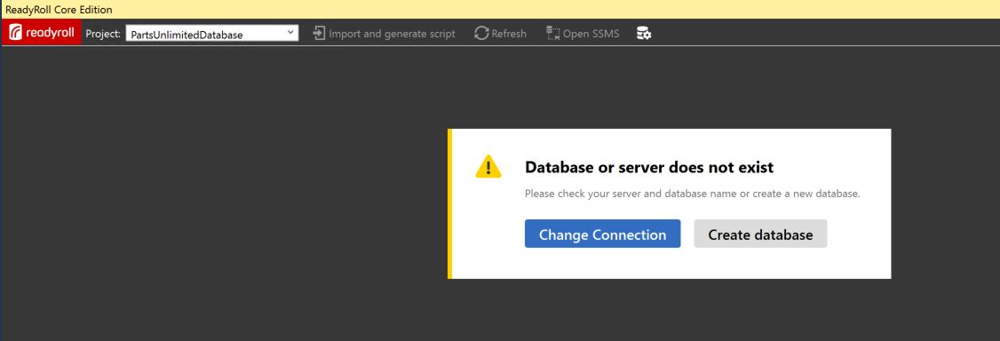 ReadyRoll Core Edition
readyroll Project: PartsUnlimitedDatabase Import and generate script Refresh Open SSMS
Database or server does not exist
Please check your server and database name or create a new database.
Change Connection Create database